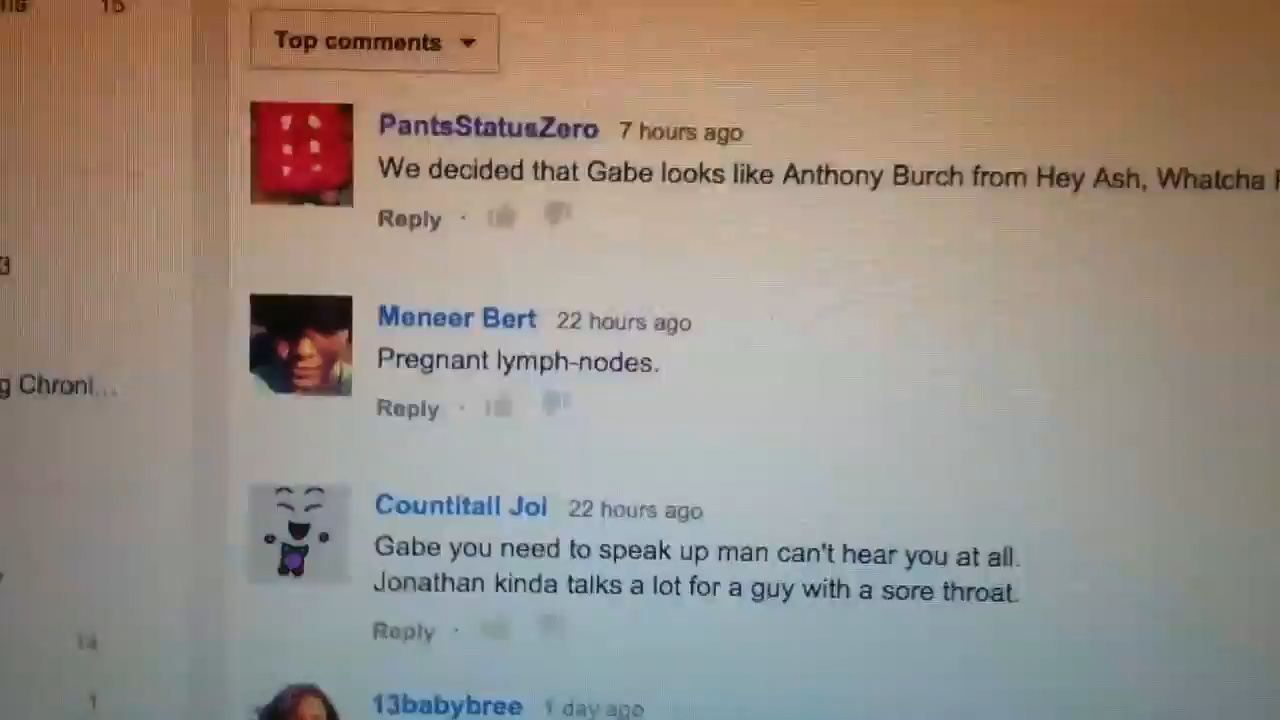 15
Top comments
PantsStatusZero 7 hours ago
We decided that Gabe looks like Anthony Burch from Hey Ash, Whatcha
Reply
Meneer Bert 22 hours ago
Pregnant lymph-nodes.
Reply
g Chroni...
Countitall Joi 22 hours ago
Gabe you need to speak up man can't hear you at all.
Jonathan kinda talks a lot for a guy with a sore throat.
Reply
14
1
13babybree 1 day ago